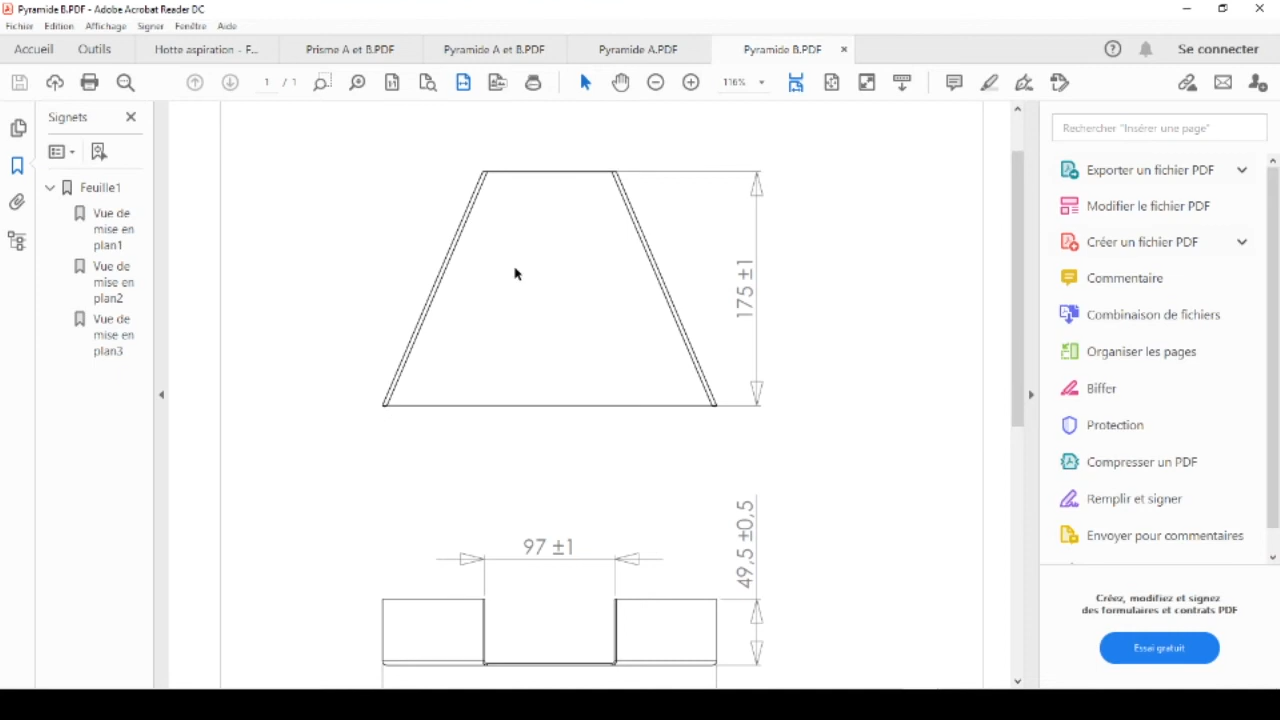 Pyramide B.PDF - Adobe Acrobat Reader DC
Fichier Edition Affichage Signer Fenêtre Aide
Accueil Outils Hotte aspiration - F... Prisme A et B.PDF Pyramide A et B.PDF Pyramide A.PDF Pyramide B.PDF Se connecter
1 / 1 116%
Signets
Feuille1
Vue de
mise en
plan1
Vue de
mise en
plan2
Vue de
mise en
plan3
175 ±1
97 ±1
49,5 ±0,5
Rechercher "Insérer une page"
Exporter un fichier PDF
Modifier le fichier PDF
Créer un fichier PDF
Commentaire
Combinaison de fichiers
Organiser les pages
Biffer
Protection
Compresser un PDF
Remplir et signer
Envoyer pour commentaires
Créez, modifiez et signez
des formulaires et contrats PDF
Essai gratuit